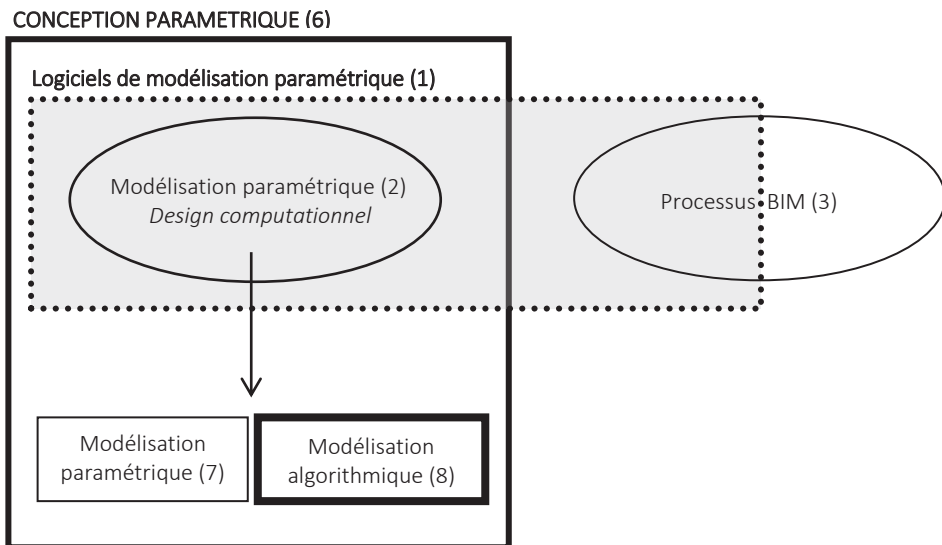 CONCEPTION PARAMETRIQUE (6)
Logiciels de modélisation paramétrique (1)
Modélisation paramétrique (2)
Design computationnel
Processus BIM (3)
Modélisation
paramétrique (7)
Modélisation
algorithmique (8)